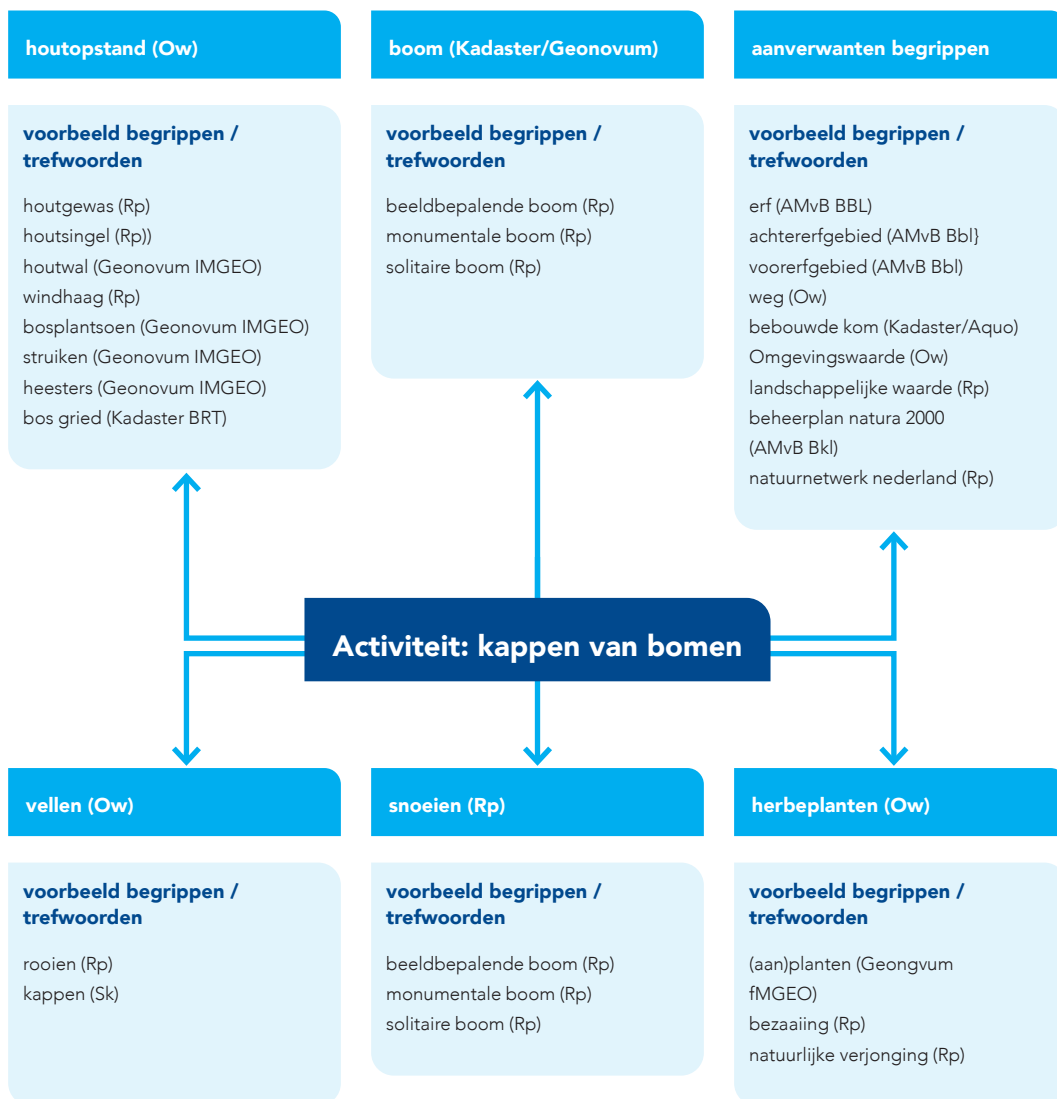 houtopstand (Ow)
voorbeeld begrippen /
trefwoorden
houtgewas (Rp)
houtsingel (Rp))
houtwal (Geonovum IMGEO)
windhaag (Rp)
bosplantsoen (Geonovum IMGEO)
struiken (Geonovum IMGEO)
heesters (Geonovum IMGEO)
bos gried (Kadaster BRT)
boom (Kadaster/Geonovum)
voorbeeld begrippen /
trefwoorden
beeldbepalende boom (Rp)
monumentale boom (Rp)
solitaire boom (Rp)
aanverwanten begrippen
voorbeeld begrippen /
trefwoorden
erf (AMvB BBL)
achtererfgebied (AMvB Bbl}
voorerfgebied (AMvB Bbl)
weg (Ow)
bebouwde kom (Kadaster/Aquo)
Omgevingswaarde (Ow)
landschappelijke waarde (Rp)
beheerplan natura 2000
(AMvB Bkl)
natuurnetwerk nederland (Rp)
Activiteit: kappen van bomen
vellen (Ow)
voorbeeld begrippen /
trefwoorden
rooien (Rp)
kappen (Sk)
snoeien (Rp)
voorbeeld begrippen /
trefwoorden
beeldbepalende boom (Rp)
monumentale boom (Rp)
solitaire boom (Rp)
herbeplanten (Ow)
voorbeeld begrippen /
trefwoorden
(aan)planten (Geongvum
fMGEO)
bezaaiing (Rp)
natuurlijke verjonging (Rp)